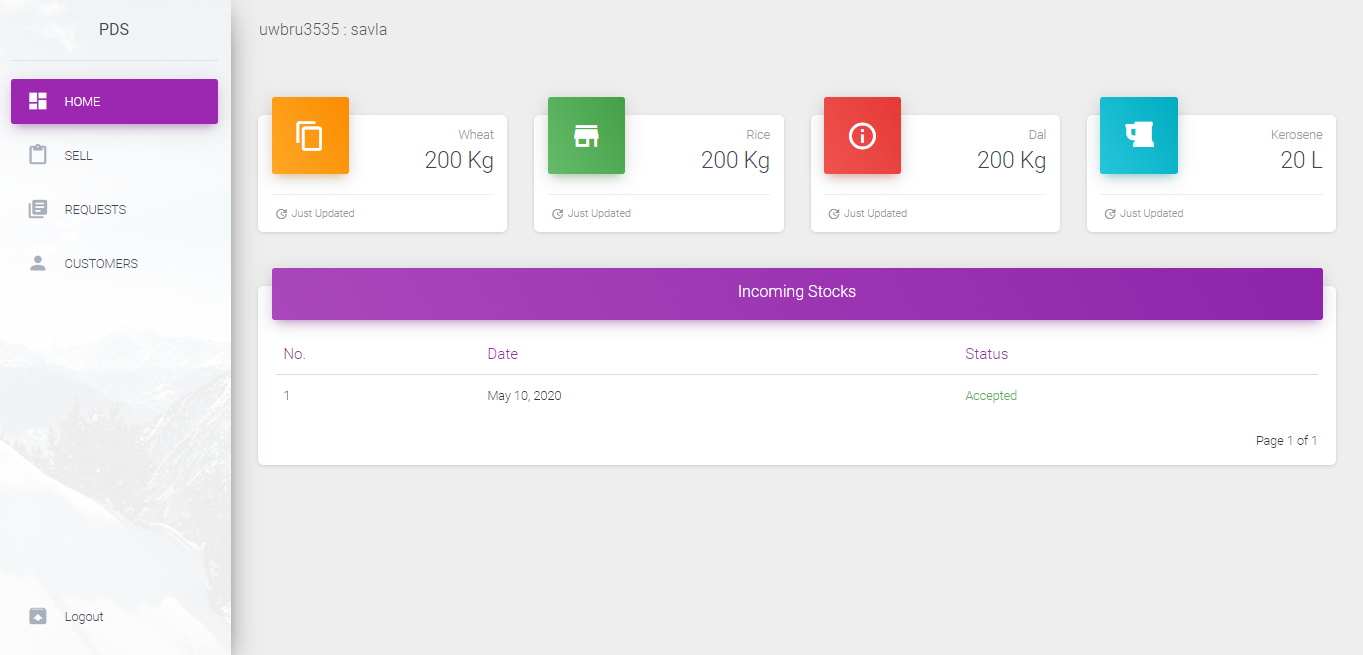 PDS
HOME
SELL
REQUESTS
CUSTOMERS
Logout
uwbru3535 : savla
Wheat
200 Kg
Just Updated
Rice
200 Kg
Just Updated
Dal
200 Kg
Just Updated
Kerosene
20 L
Just Updated
Incoming Stocks
No. Date Status
1 May 10, 2020 Accepted
Page 1 of 1